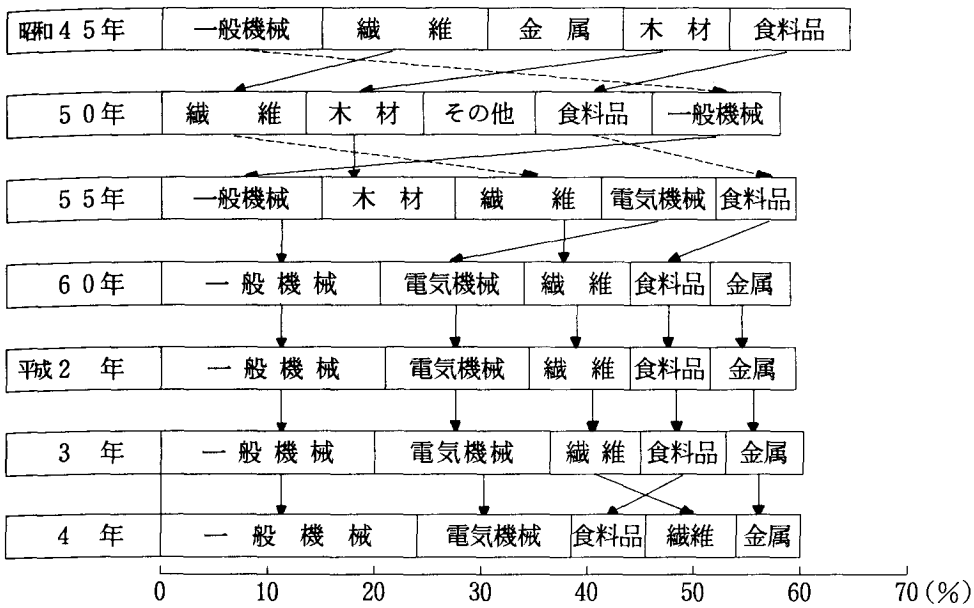 昭和45年 一般機械 繊維 金属 木材 食料品
50年 繊維 木材 その他 食料品 一般機械
55年 一般機械 木材 繊維 電気機械 食料品
60年 一般機械 電気機械 繊維 食料品 金属
平成2年 一般機械 電気機械 繊維 食料品 金属
3年 一般機械 電気機械 繊維 食料品 金属
4年 一般機械 電気機械 食料品 繊維 金属
0 10 20 30 40 50 60 70(%)